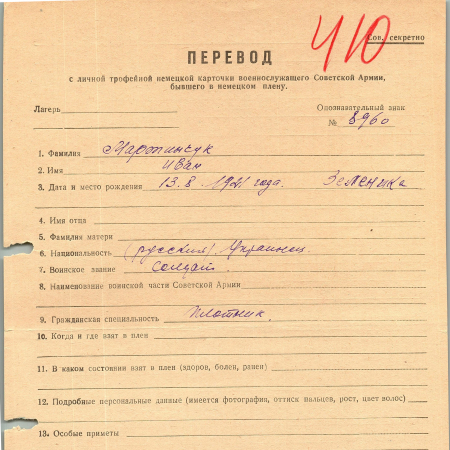 410
Сов. секретно
ПЕРЕВОД
с личной трофейной немецкой карточки военнослужащего Советской Армии,
бывшего в немецком плену.
Лагерь
Опознавательный знак
№ 8960
1. Фамилия Мартинчук
2. Имя Иван
3. Дата и место рождения 13.8 1921 года. Зеленика
4. Имя отца
5. Фамилия матери
6. Национальность (русский) Украинец
7. Воинское звание Солдат.
8. Наименование воинской части Советской Армии
9. Гражданская специальность Плотник.
10. Когда и где взят в плен
11. В каком состоянии взят в плен (здоров, болен, ранен)
12. Подробные персональные данные (имеется фотография, оттиск пальцев, рост, цвет волос)
13. Особые приметы